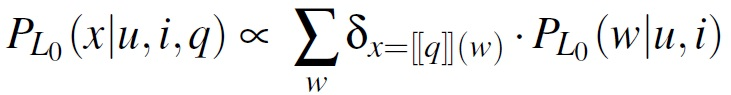 P_{L_0}(x|u, i, q) ∝ ∑_w δ_{x=⟦q⟧(w)} · P_{L_0}(w|u, i)